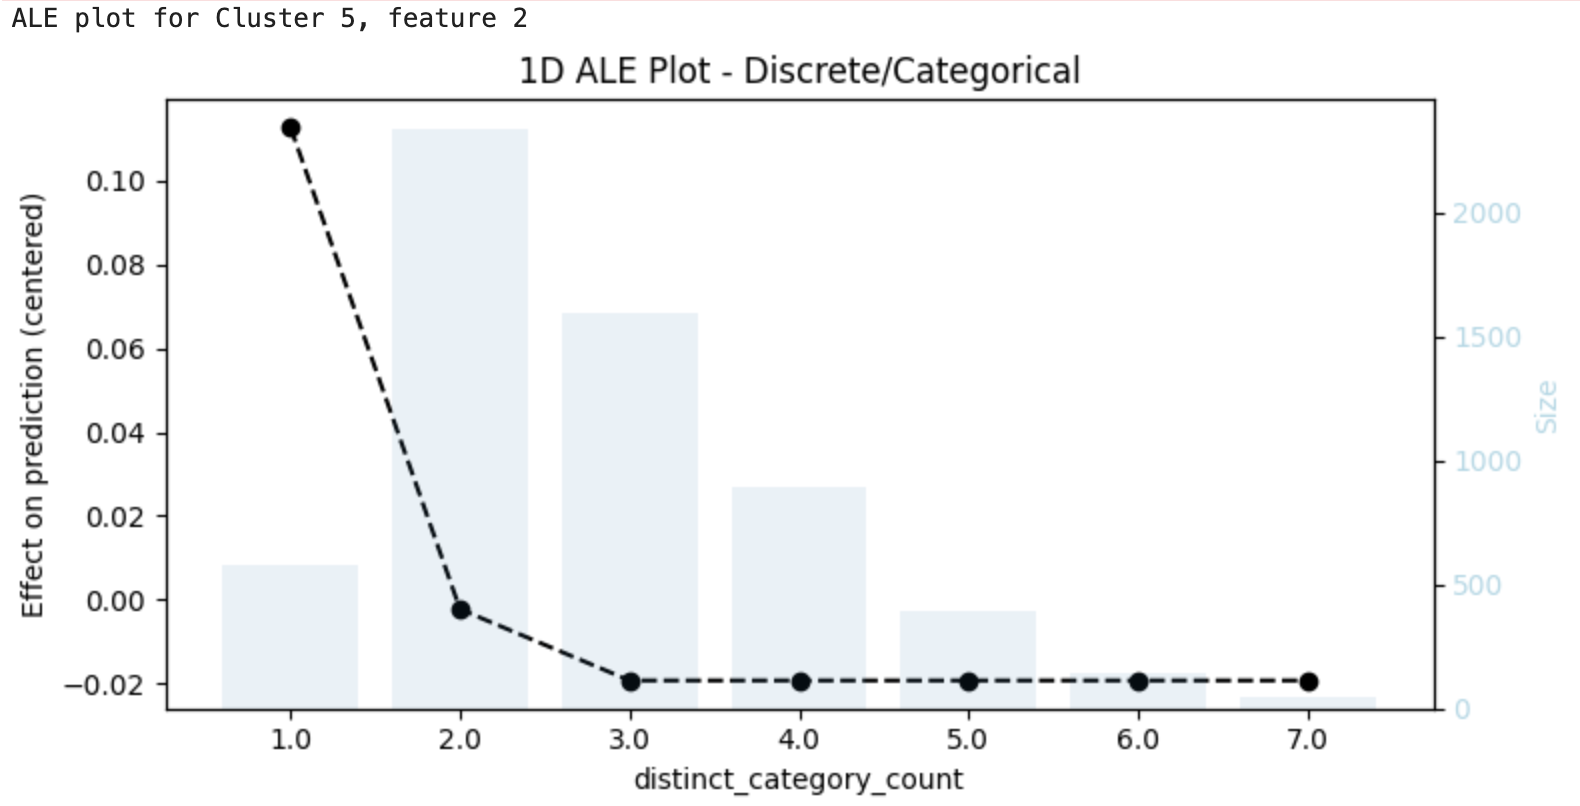 ALE plot for Cluster 5, feature 2
1D ALE Plot - Discrete/Categorical
Effect on prediction (centered)
0.10
0.08
0.06
0.04
0.02
0.00
−0.02
2000
1500
1000
500
0
Size
1.0 2.0 3.0 4.0 5.0 6.0 7.0
distinct_category_count